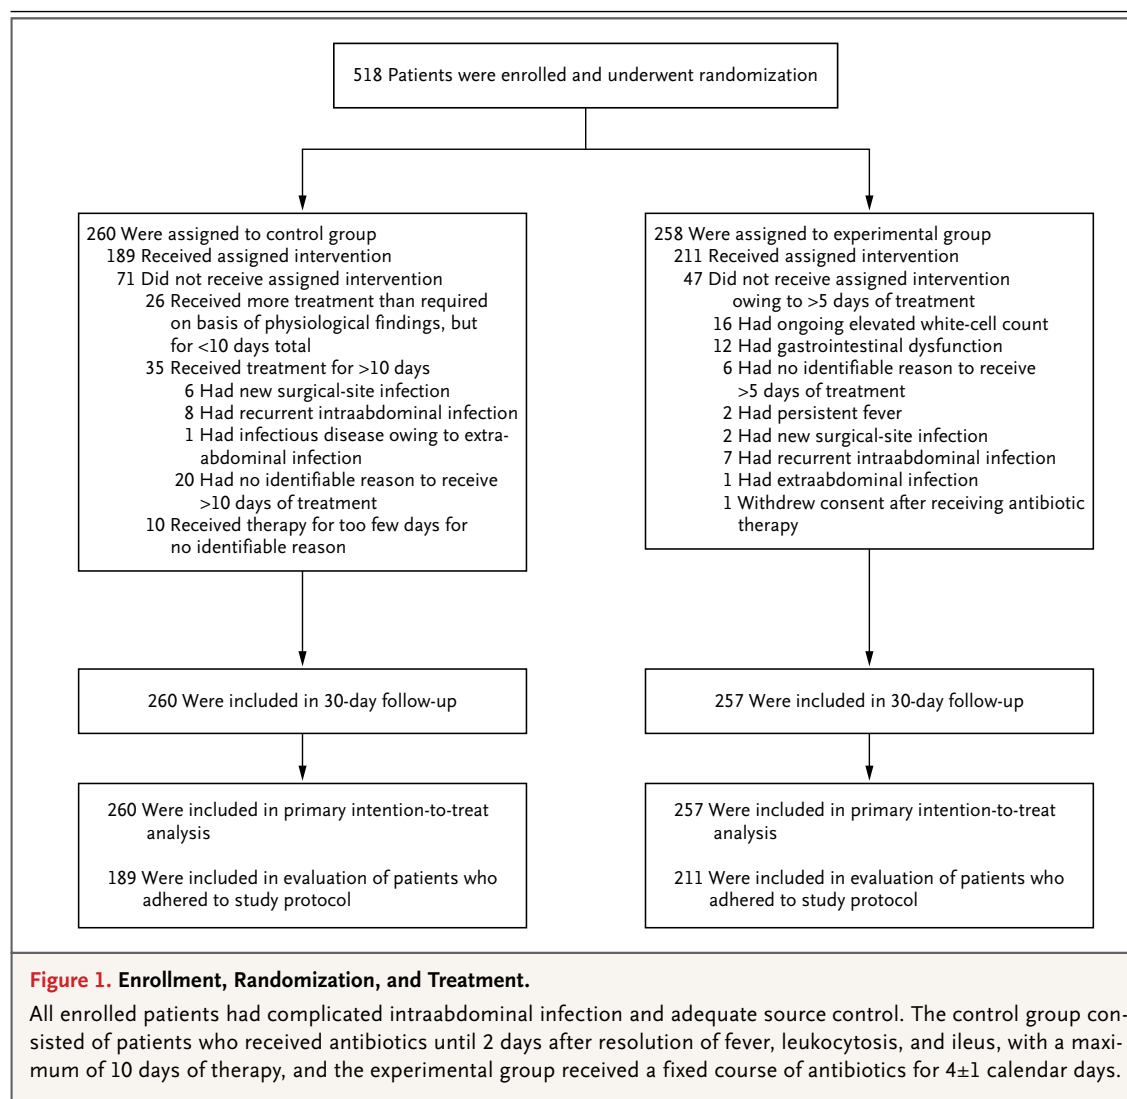 518 Patients were enrolled and underwent randomization
260 Were assigned to control group
189 Received assigned intervention
71 Did not receive assigned intervention
26 Received more treatment than required
on basis of physiological findings, but
for <10 days total
35 Received treatment for >10 days
6 Had new surgical-site infection
8 Had recurrent intraabdominal infection
1 Had infectious disease owing to extra-
abdominal infection
20 Had no identifiable reason to receive
>10 days of treatment
10 Received therapy for too few days for
no identifiable reason
258 Were assigned to experimental group
211 Received assigned intervention
47 Did not receive assigned intervention
owing to >5 days of treatment
16 Had ongoing elevated white-cell count
12 Had gastrointestinal dysfunction
6 Had no identifiable reason to receive
>5 days of treatment
2 Had persistent fever
2 Had new surgical-site infection
7 Had recurrent intraabdominal infection
1 Had extraabdominal infection
1 Withdrew consent after receiving antibiotic
therapy
260 Were included in 30-day follow-up
257 Were included in 30-day follow-up
260 Were included in primary intention-to-treat
analysis
189 Were included in evaluation of patients who
adhered to study protocol
257 Were included in primary intention-to-treat
analysis
211 Were included in evaluation of patients who
adhered to study protocol
Figure 1. Enrollment, Randomization, and Treatment.
All enrolled patients had complicated intraabdominal infection and adequate source control. The control group con-
sisted of patients who received antibiotics until 2 days after resolution of fever, leukocytosis, and ileus, with a maxi-
mum of 10 days of therapy, and the experimental group received a fixed course of antibiotics for 4±1 calendar days.